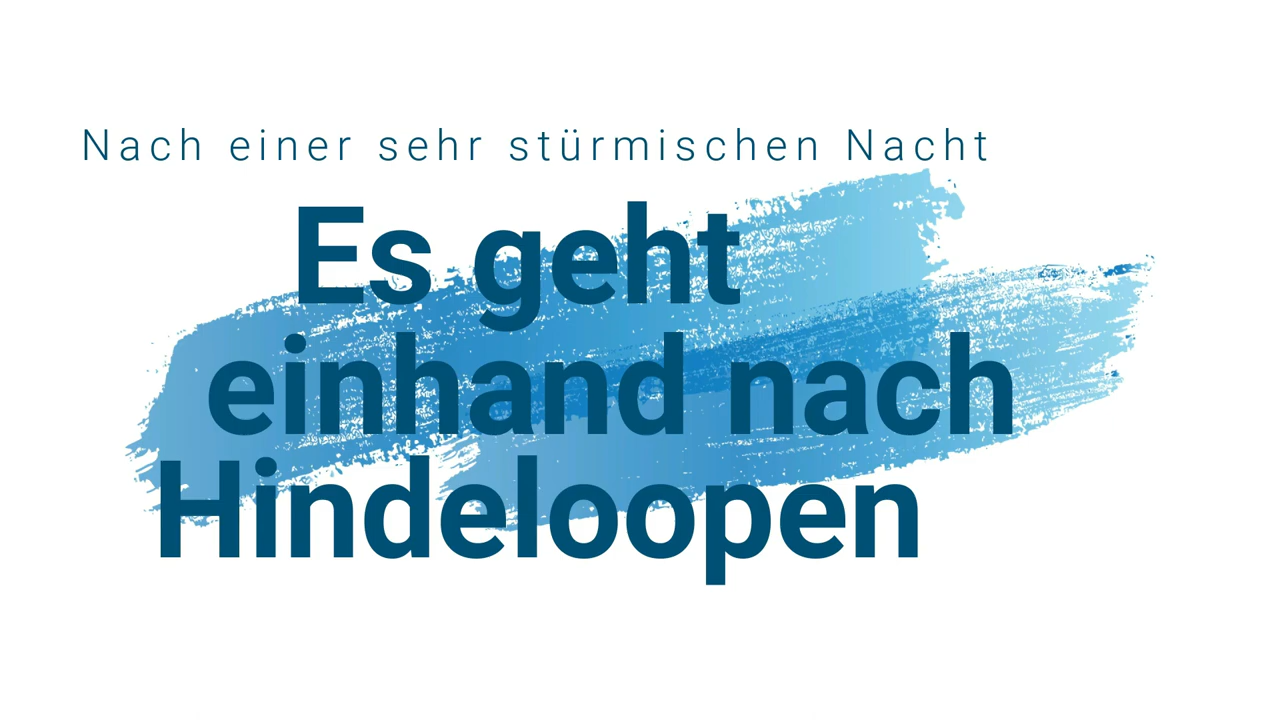 Nach einer sehr stürmischen Nacht
Es geht
einhand nach
Hindeloopen